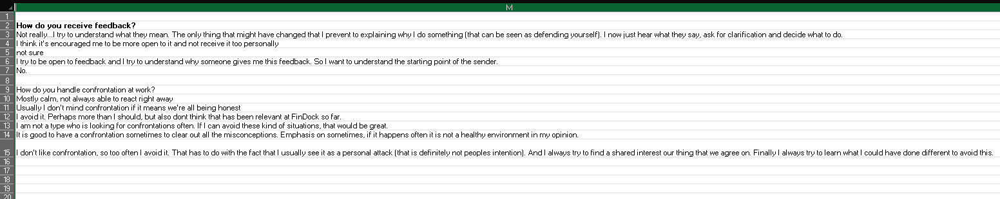 M
1
2 How do you receive feedback?
3 Not really...I try to understand what they mean. The only thing that might have changed that I prevent to explaining why I do something (that can be seen as defending yourself). I now just hear what they say, ask for clarification and decide what to do.
4 I think it's encouraged me to be more open to it and not receive it too personally
5 not sure
6 I try to be open to feedback and I try to understand why someone gives me this feedback. So I want to understand the starting point of the sender.
7 No.
8
9 How do you handle confrontation at work?
10 Mostly calm, not always able to react right away
11 Usually I don't mind confrontation if it means we're all being honest
12 I avoid it. Perhaps more than I should, but also dont think that has been relevant at FinDock so far.
13 I am not a type who is looking for confrontations often. If I can avoid these kind of situations, that would be great.
14 It is good to have a confrontation sometimes to clear out all the misconceptions. Emphasis on sometimes, if it happens often it is not a healthy environment in my opinion.
15 I don't like confrontation, so too often I avoid it. That has to do with the fact that I usually see it as a personal attack (that is definitely not peoples intention). And I always try to find a shared interest our thing that we agree on. Finally I always try to learn what I could have done different to avoid this.
16
17
18
19
20